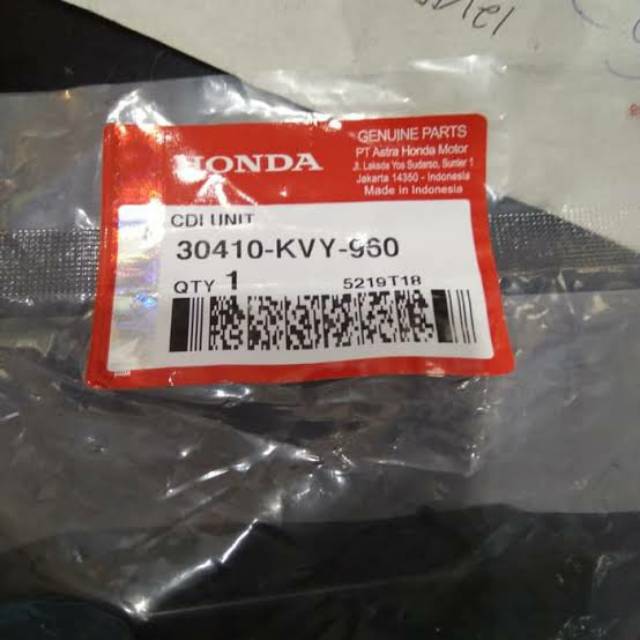 HONDA
GENUINE PARTS
PT Astra Honda Motor
Jl. Laksda Yos Sudarso, Sunter 1
Jakarta 14350 - Indonesia
Made in Indonesia
CDI UNIT
30410-KVY-960
QTY 1 5219T18